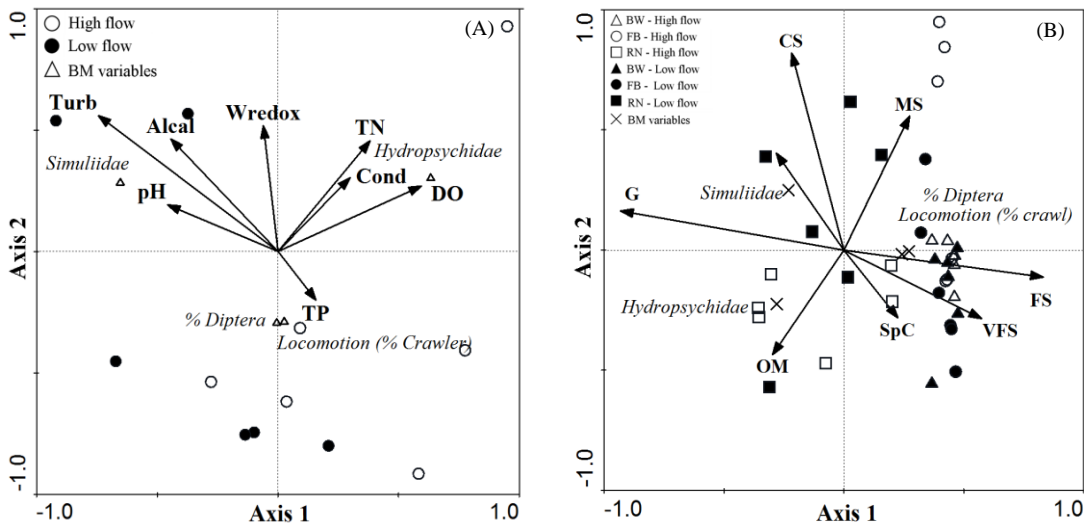 High flow
Low flow
BM variables
(A)
1.0
Turb
Alcal
Wredox
TN
Simuliidae
Hydropsychidae
pH
Cond
DO
Axis 2
TP
% Diptera
Locomotion (% Crawler)
-1.0
-1.0
Axis 1
1.0
BW - High flow
FB - High flow
RN - High flow
BW - Low flow
FB - Low flow
RN - Low flow
BM variables
(B)
1.0
CS
MS
Simuliidae
% Diptera
Locomotion (% crawl)
G
Axis 2
FS
Hydropsychidae
SpC
VFS
OM
-1.0
-1.0
Axis 1
1.0